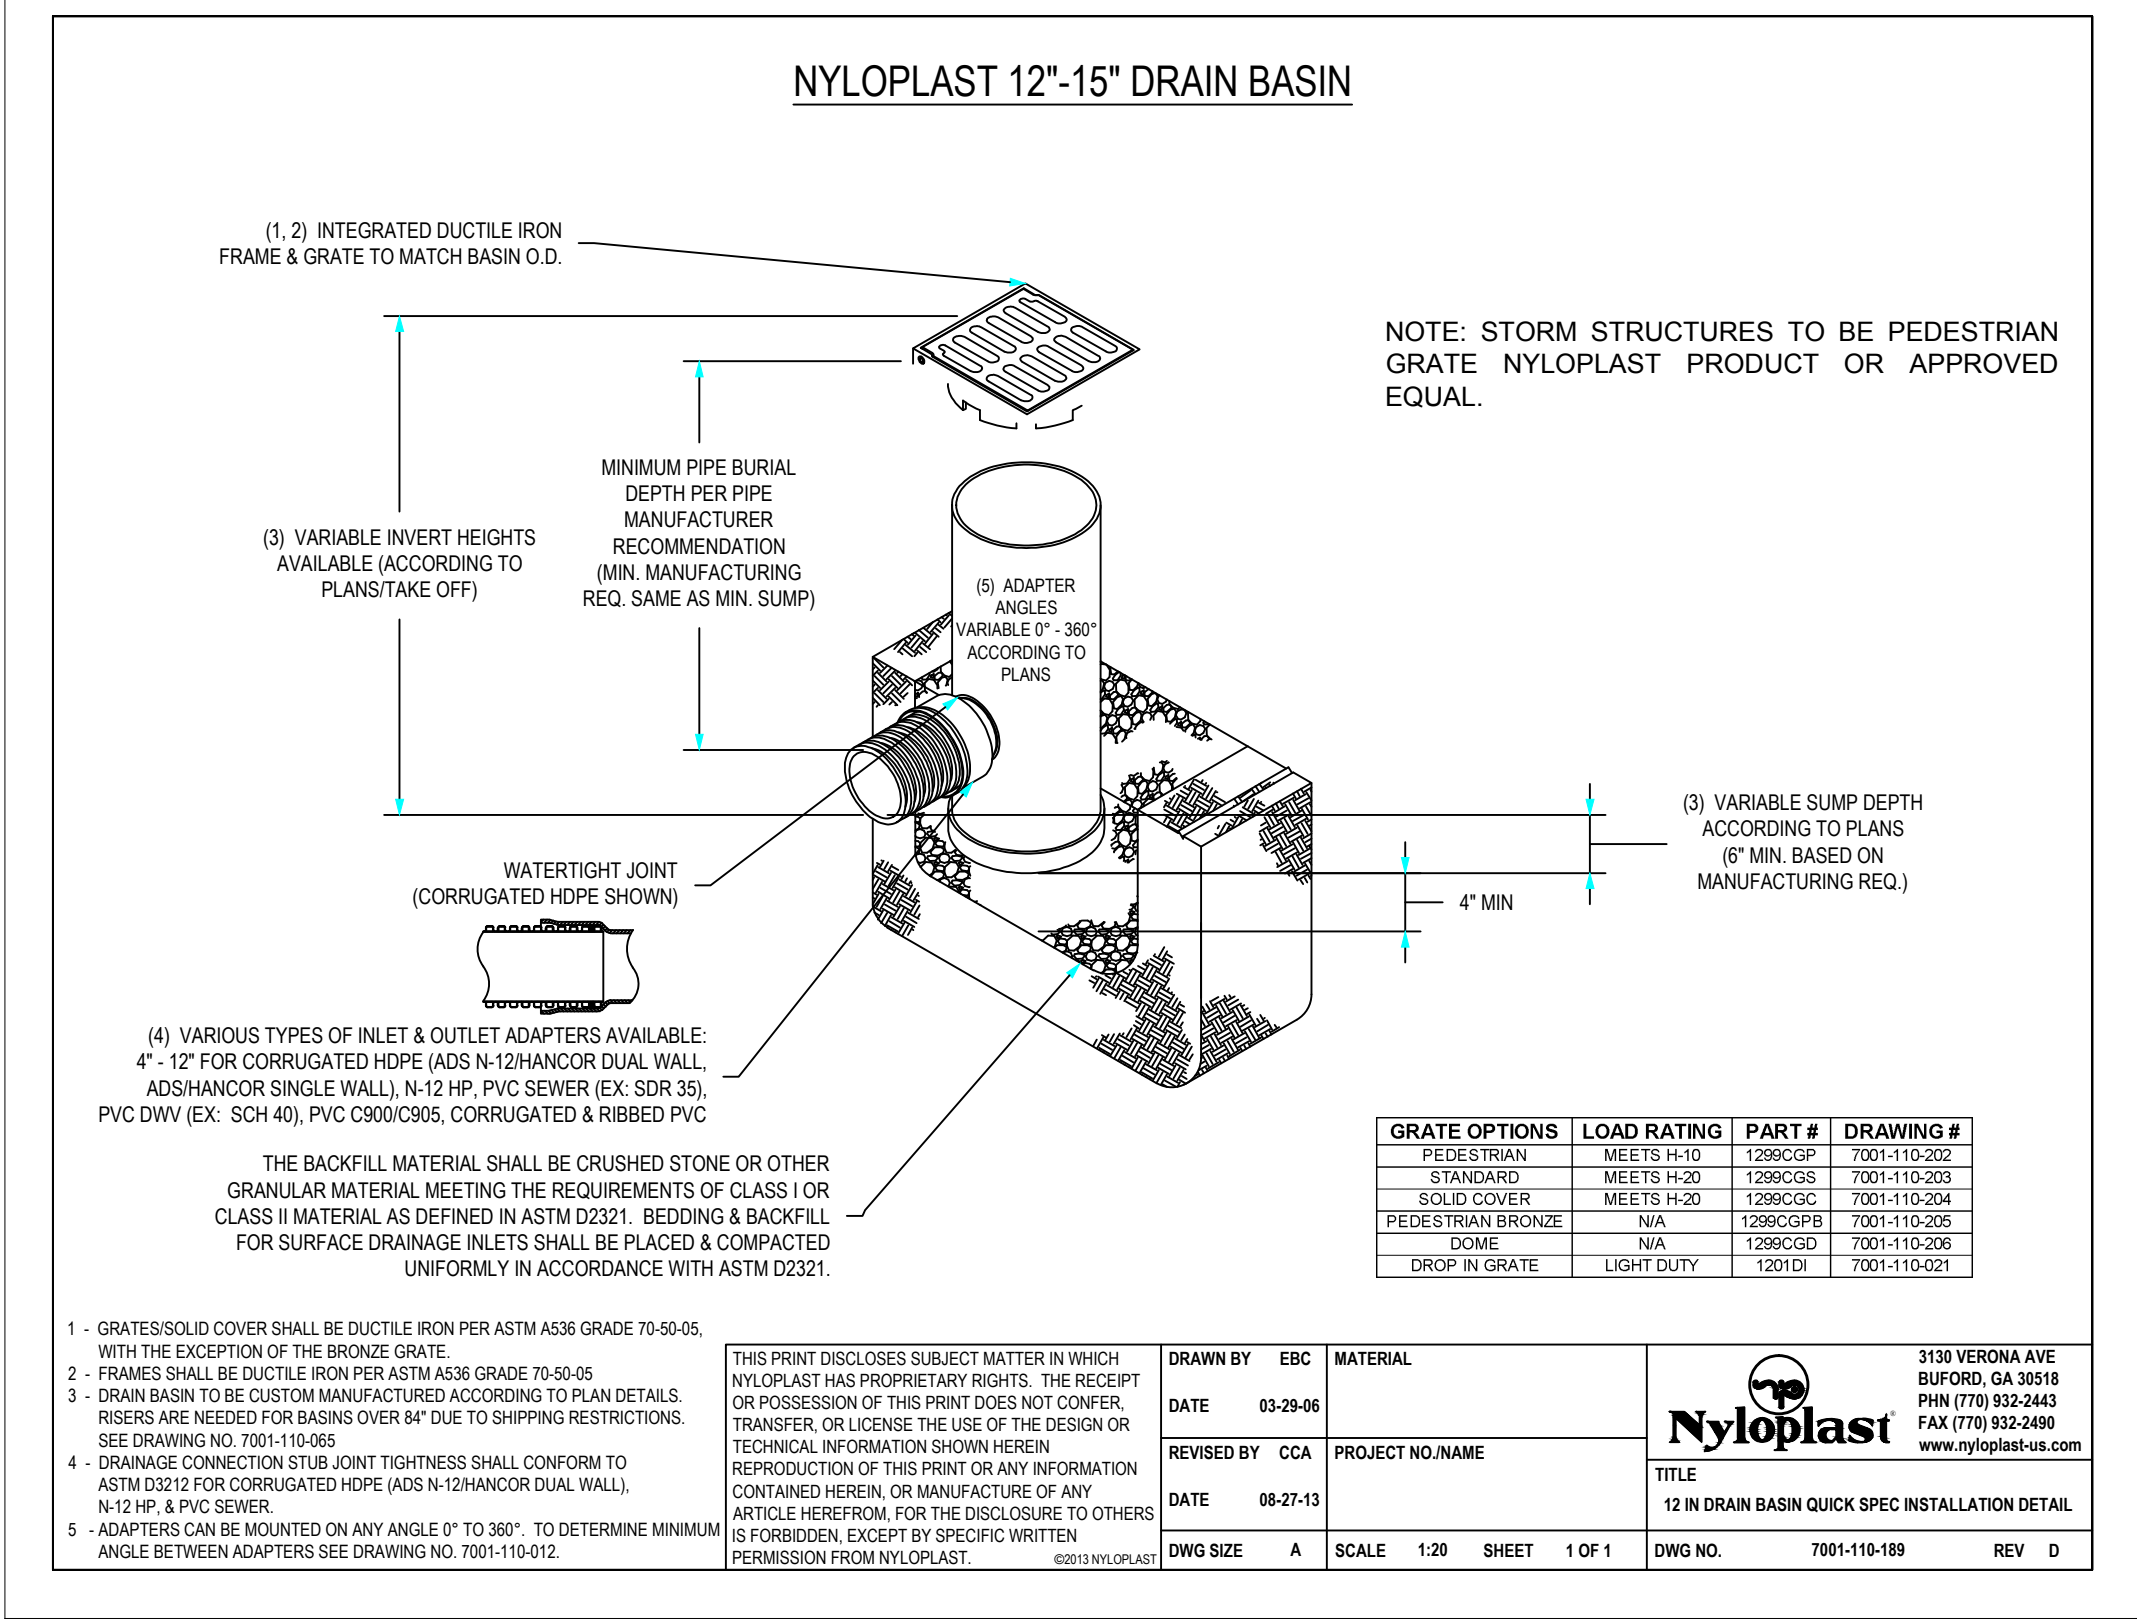 NYLOPLAST 12"-15" DRAIN BASIN
(1, 2) INTEGRATED DUCTILE IRON
FRAME & GRATE TO MATCH BASIN O.D.
NOTE: STORM STRUCTURES TO BE PEDESTRIAN
GRATE NYLOPLAST PRODUCT OR APPROVED
EQUAL.
MINIMUM PIPE BURIAL
DEPTH PER PIPE
MANUFACTURER
RECOMMENDATION
(MIN. MANUFACTURING
REQ. SAME AS MIN. SUMP)
(3) VARIABLE INVERT HEIGHTS
AVAILABLE (ACCORDING TO
PLANS/TAKE OFF)
(5) ADAPTER
ANGLES
VARIABLE 0° - 360°
ACCORDING TO
PLANS
(3) VARIABLE SUMP DEPTH
ACCORDING TO PLANS
(6" MIN. BASED ON
MANUFACTURING REQ.)
4" MIN
WATERTIGHT JOINT
(CORRUGATED HDPE SHOWN)
(4) VARIOUS TYPES OF INLET & OUTLET ADAPTERS AVAILABLE:
4" - 12" FOR CORRUGATED HDPE (ADS N-12/HANCOR DUAL WALL,
ADS/HANCOR SINGLE WALL), N-12 HP, PVC SEWER (EX: SDR 35),
PVC DWV (EX: SCH 40), PVC C900/C905, CORRUGATED & RIBBED PVC
THE BACKFILL MATERIAL SHALL BE CRUSHED STONE OR OTHER
GRANULAR MATERIAL MEETING THE REQUIREMENTS OF CLASS I OR
CLASS II MATERIAL AS DEFINED IN ASTM D2321. BEDDING & BACKFILL
FOR SURFACE DRAINAGE INLETS SHALL BE PLACED & COMPACTED
UNIFORMLY IN ACCORDANCE WITH ASTM D2321.
GRATE OPTIONS LOAD RATING PART # DRAWING #
PEDESTRIAN MEETS H-10 1299CGP 7001-110-202
STANDARD MEETS H-20 1299CGS 7001-110-203
SOLID COVER MEETS H-20 1299CGC 7001-110-204
PEDESTRIAN BRONZE N/A 1299CGPB 7001-110-205
DOME N/A 1299CGD 7001-110-206
DROP IN GRATE LIGHT DUTY 1201DI 7001-110-021
1 - GRATES/SOLID COVER SHALL BE DUCTILE IRON PER ASTM A536 GRADE 70-50-05,
WITH THE EXCEPTION OF THE BRONZE GRATE.
2 - FRAMES SHALL BE DUCTILE IRON PER ASTM A536 GRADE 70-50-05
3 - DRAIN BASIN TO BE CUSTOM MANUFACTURED ACCORDING TO PLAN DETAILS.
RISERS ARE NEEDED FOR BASINS OVER 84" DUE TO SHIPPING RESTRICTIONS.
SEE DRAWING NO. 7001-110-065
4 - DRAINAGE CONNECTION STUB JOINT TIGHTNESS SHALL CONFORM TO
ASTM D3212 FOR CORRUGATED HDPE (ADS N-12/HANCOR DUAL WALL),
N-12 HP, & PVC SEWER.
5 - ADAPTERS CAN BE MOUNTED ON ANY ANGLE 0° TO 360°. TO DETERMINE MINIMUM
ANGLE BETWEEN ADAPTERS SEE DRAWING NO. 7001-110-012.
THIS PRINT DISCLOSES SUBJECT MATTER IN WHICH
NYLOPLAST HAS PROPRIETARY RIGHTS. THE RECEIPT
OR POSSESSION OF THIS PRINT DOES NOT CONFER,
TRANSFER, OR LICENSE THE USE OF THE DESIGN OR
TECHNICAL INFORMATION SHOWN HEREIN
REPRODUCTION OF THIS PRINT OR ANY INFORMATION
CONTAINED HEREIN, OR MANUFACTURE OF ANY
ARTICLE HEREFROM, FOR THE DISCLOSURE TO OTHERS
IS FORBIDDEN, EXCEPT BY SPECIFIC WRITTEN
PERMISSION FROM NYLOPLAST. ©2013 NYLOPLAST
DRAWN BY EBC
DATE 03-29-06
REVISED BY CCA
DATE 08-27-13
DWG SIZE A
MATERIAL
PROJECT NO./NAME
SCALE 1:20 SHEET 1 OF 1
Nyloplast®
3130 VERONA AVE
BUFORD, GA 30518
PHN (770) 932-2443
FAX (770) 932-2490
www.nyloplast-us.com
TITLE
12 IN DRAIN BASIN QUICK SPEC INSTALLATION DETAIL
DWG NO. 7001-110-189 REV D